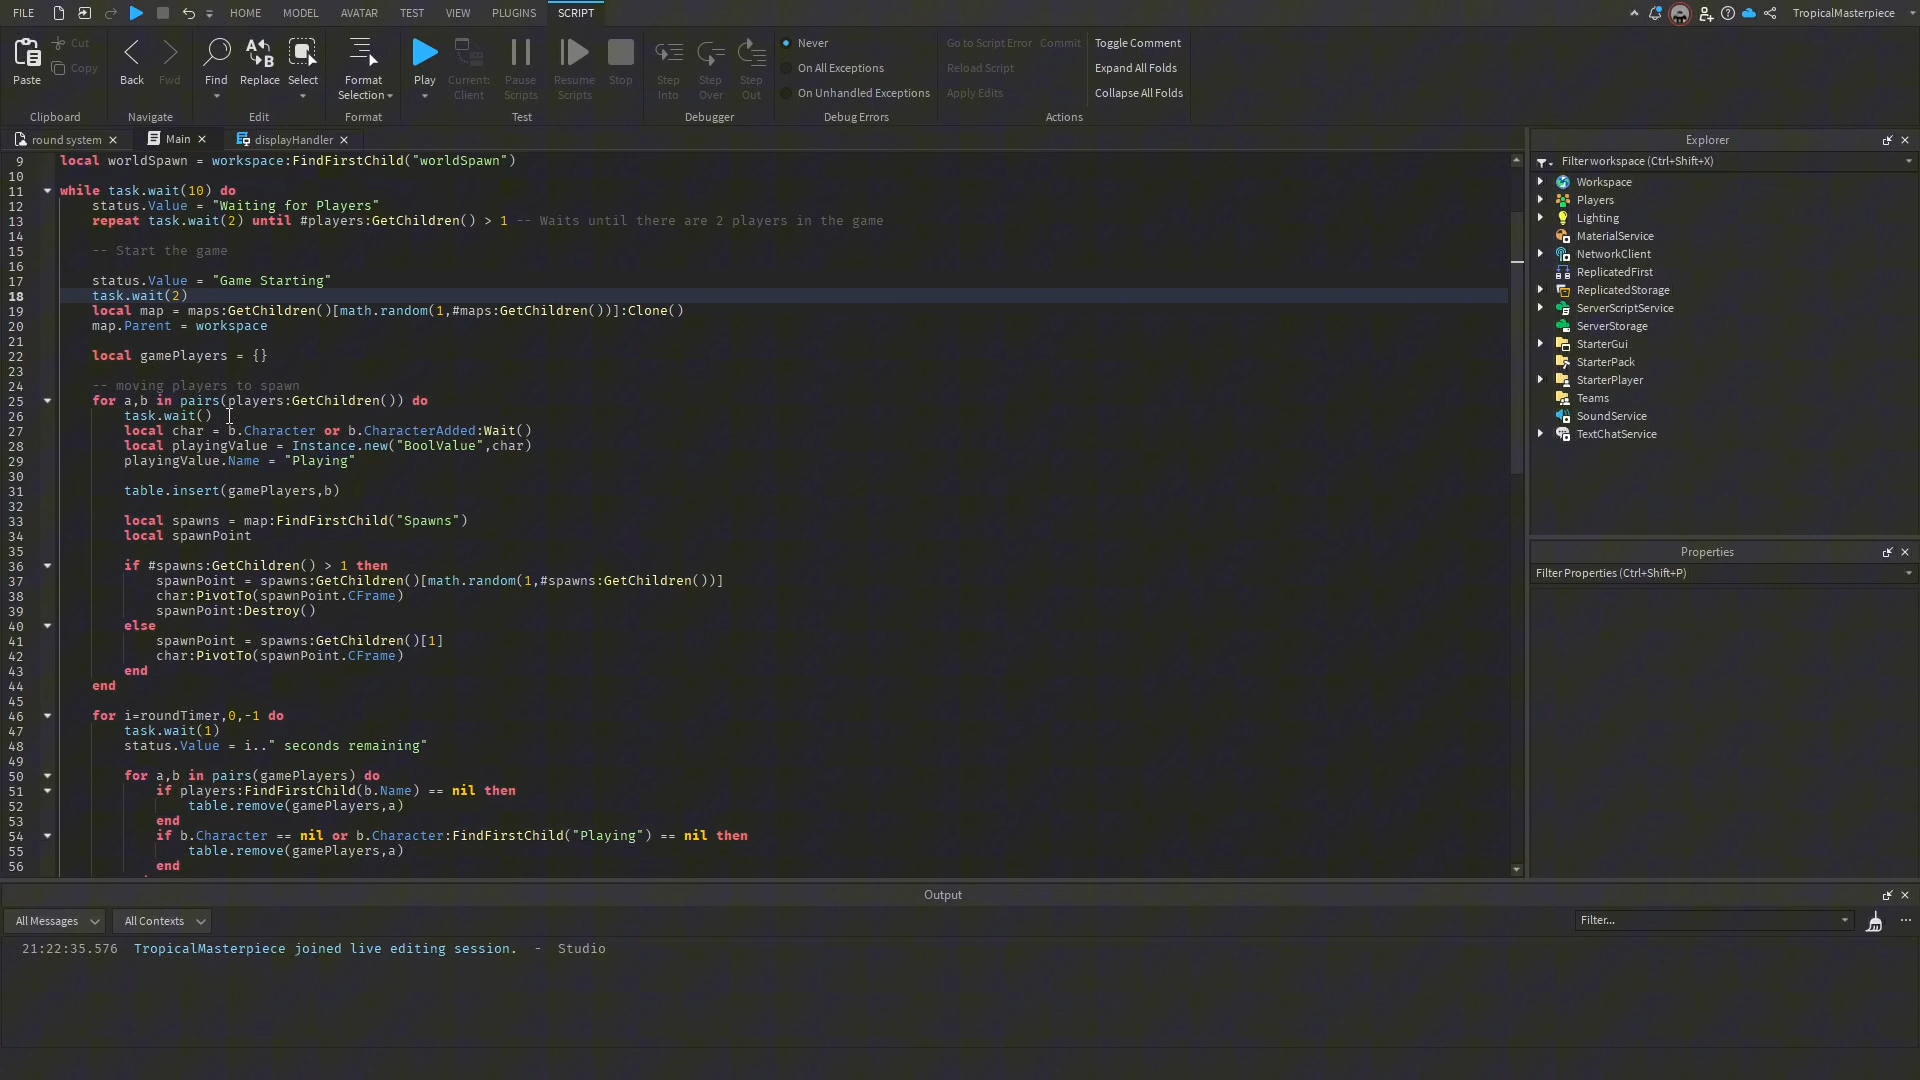 FILE HOME MODEL AVATAR TEST VIEW PLUGINS SCRIPT TropicalMasterpiece
Paste Cut Copy Back Fwd Find Replace Select Format Selection Play Current: Client Pause Scripts Resume Scripts Stop Step Into Step Over Step Out
Never
On All Exceptions
On Unhandled Exceptions
Go to Script Error Commit
Reload Script
Apply Edits
Toggle Comment
Expand All Folds
Collapse All Folds
Clipboard Navigate Edit Format Test Debugger Debug Errors Actions
round system Main displayHandler
9 local worldSpawn = workspace:FindFirstChild("worldSpawn")
10
11 while task.wait(10) do
12 status.Value = "Waiting for Players"
13 repeat task.wait(2) until #players:GetChildren() > 1 -- Waits until there are 2 players in the game
14
15 -- Start the game
16
17 status.Value = "Game Starting"
18 task.wait(2)
19 local map = maps:GetChildren()[math.random(1,#maps:GetChildren())]:Clone()
20 map.Parent = workspace
21
22 local gamePlayers = {}
23
24 -- moving players to spawn
25 for a,b in pairs(players:GetChildren()) do
26 task.wait()
27 local char = b.Character or b.CharacterAdded:Wait()
28 local playingValue = Instance.new("BoolValue",char)
29 playingValue.Name = "Playing"
30
31 table.insert(gamePlayers,b)
32
33 local spawns = map:FindFirstChild("Spawns")
34 local spawnPoint
35
36 if #spawns:GetChildren() > 1 then
37 spawnPoint = spawns:GetChildren()[math.random(1,#spawns:GetChildren())]
38 char:PivotTo(spawnPoint.CFrame)
39 spawnPoint:Destroy()
40 else
41 spawnPoint = spawns:GetChildren()[1]
42 char:PivotTo(spawnPoint.CFrame)
43 end
44 end
45
46 for i=roundTimer,0,-1 do
47 task.wait(1)
48 status.Value = i.." seconds remaining"
49
50 for a,b in pairs(gamePlayers) do
51 if players:FindFirstChild(b.Name) == nil then
52 table.remove(gamePlayers,a)
53 end
54 if b.Character == nil or b.Character:FindFirstChild("Playing") == nil then
55 table.remove(gamePlayers,a)
56 end
Explorer
Filter workspace (Ctrl+Shift+X)
Workspace
Players
Lighting
MaterialService
NetworkClient
ReplicatedFirst
ReplicatedStorage
ServerScriptService
ServerStorage
StarterGui
StarterPack
StarterPlayer
Teams
SoundService
TextChatService
Properties
Filter Properties (Ctrl+Shift+P)
Output
All Messages All Contexts Filter...
21:22:35.576 TropicalMasterpiece joined live editing session. - Studio